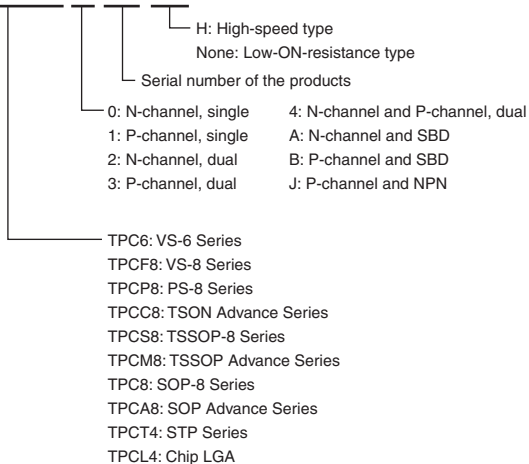 H: High-speed type
None: Low-ON-resistance type
Serial number of the products
0: N-channel, single 4: N-channel and P-channel, dual
1: P-channel, single A: N-channel and SBD
2: N-channel, dual B: P-channel and SBD
3: P-channel, dual J: P-channel and NPN
TPC6: VS-6 Series
TPCF8: VS-8 Series
TPCP8: PS-8 Series
TPCC8: TSON Advance Series
TPCS8: TSSOP-8 Series
TPCM8: TSSOP Advance Series
TPC8: SOP-8 Series
TPCA8: SOP Advance Series
TPCT4: STP Series
TPCL4: Chip LGA